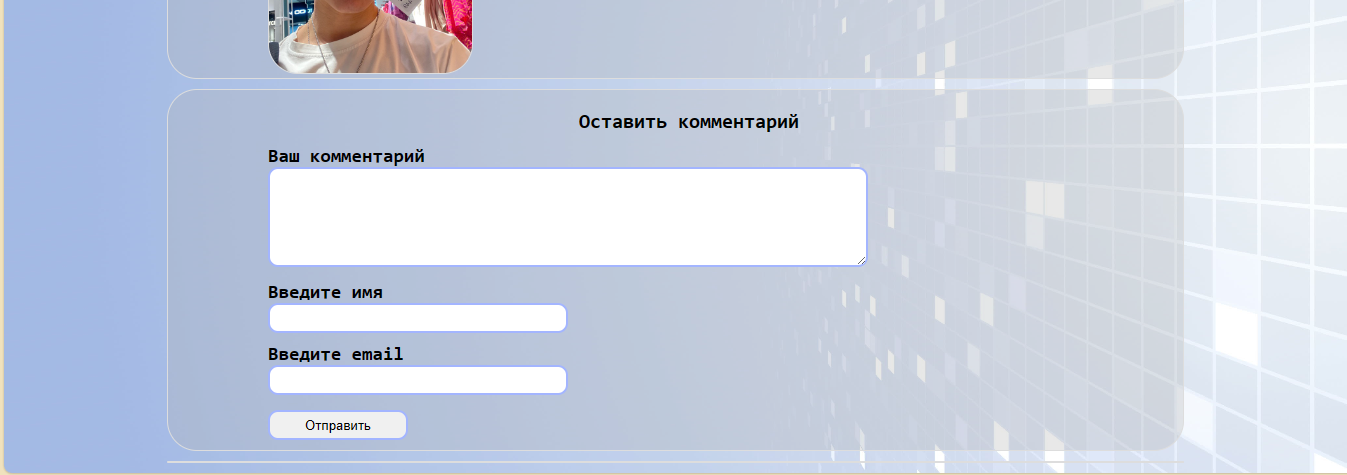 Оставить комментарий
Ваш комментарий
Введите имя
Введите email
Отправить